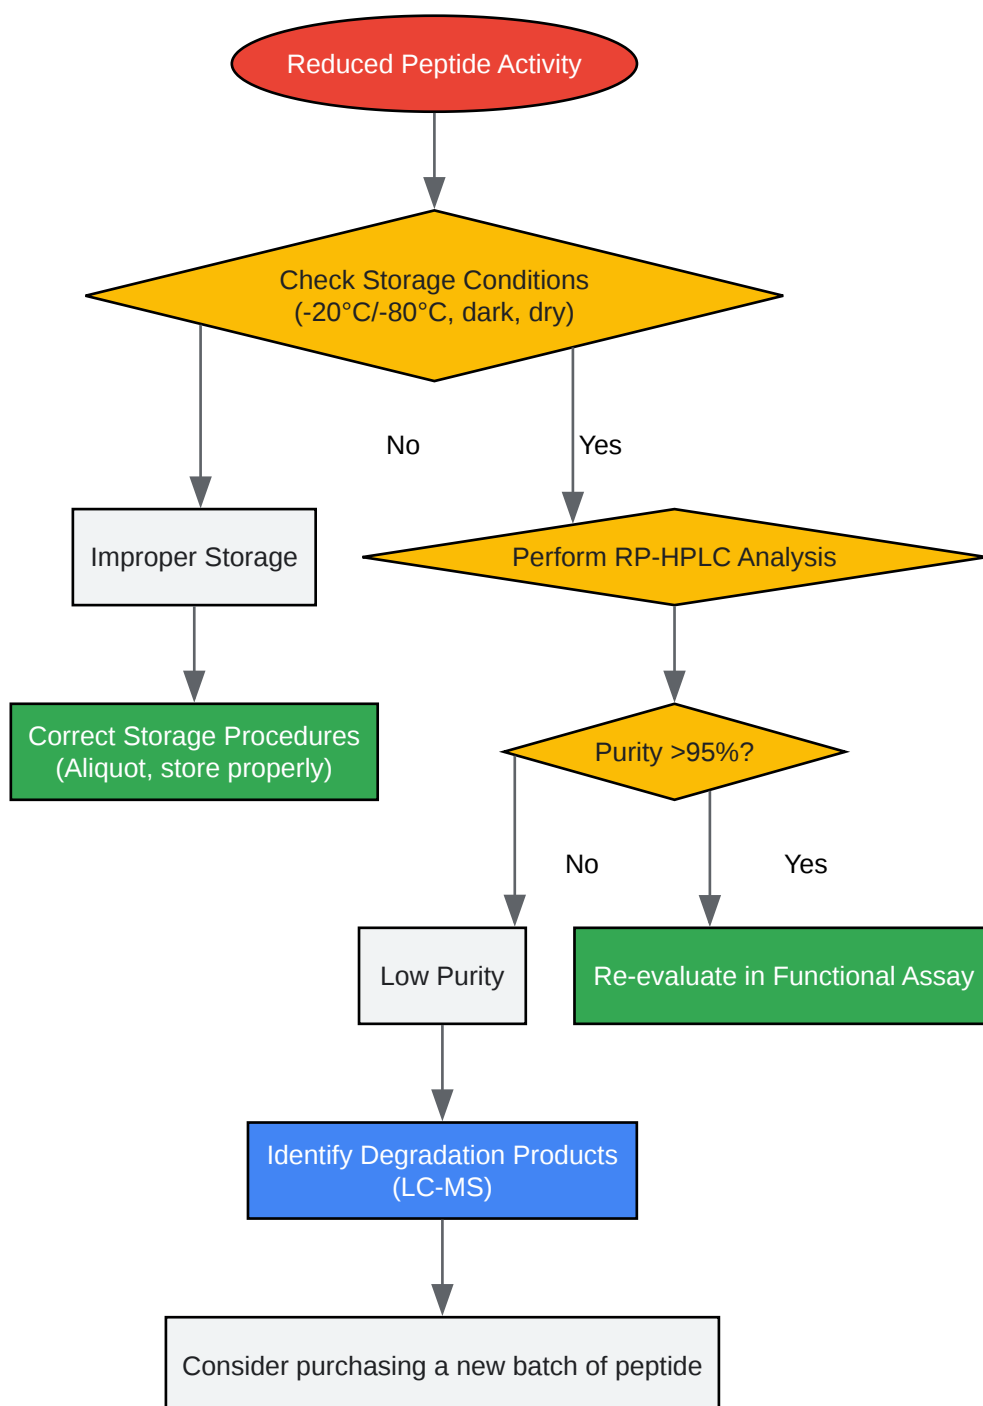 Reduced Peptide Activity
Check Storage Conditions
(-20°C/-80°C, dark, dry)
No
Yes
Improper Storage
Perform RP-HPLC Analysis
Correct Storage Procedures
(Aliquot, store properly)
Purity >95%?
No
Yes
Low Purity
Re-evaluate in Functional Assay
Identify Degradation Products
(LC-MS)
Consider purchasing a new batch of peptide